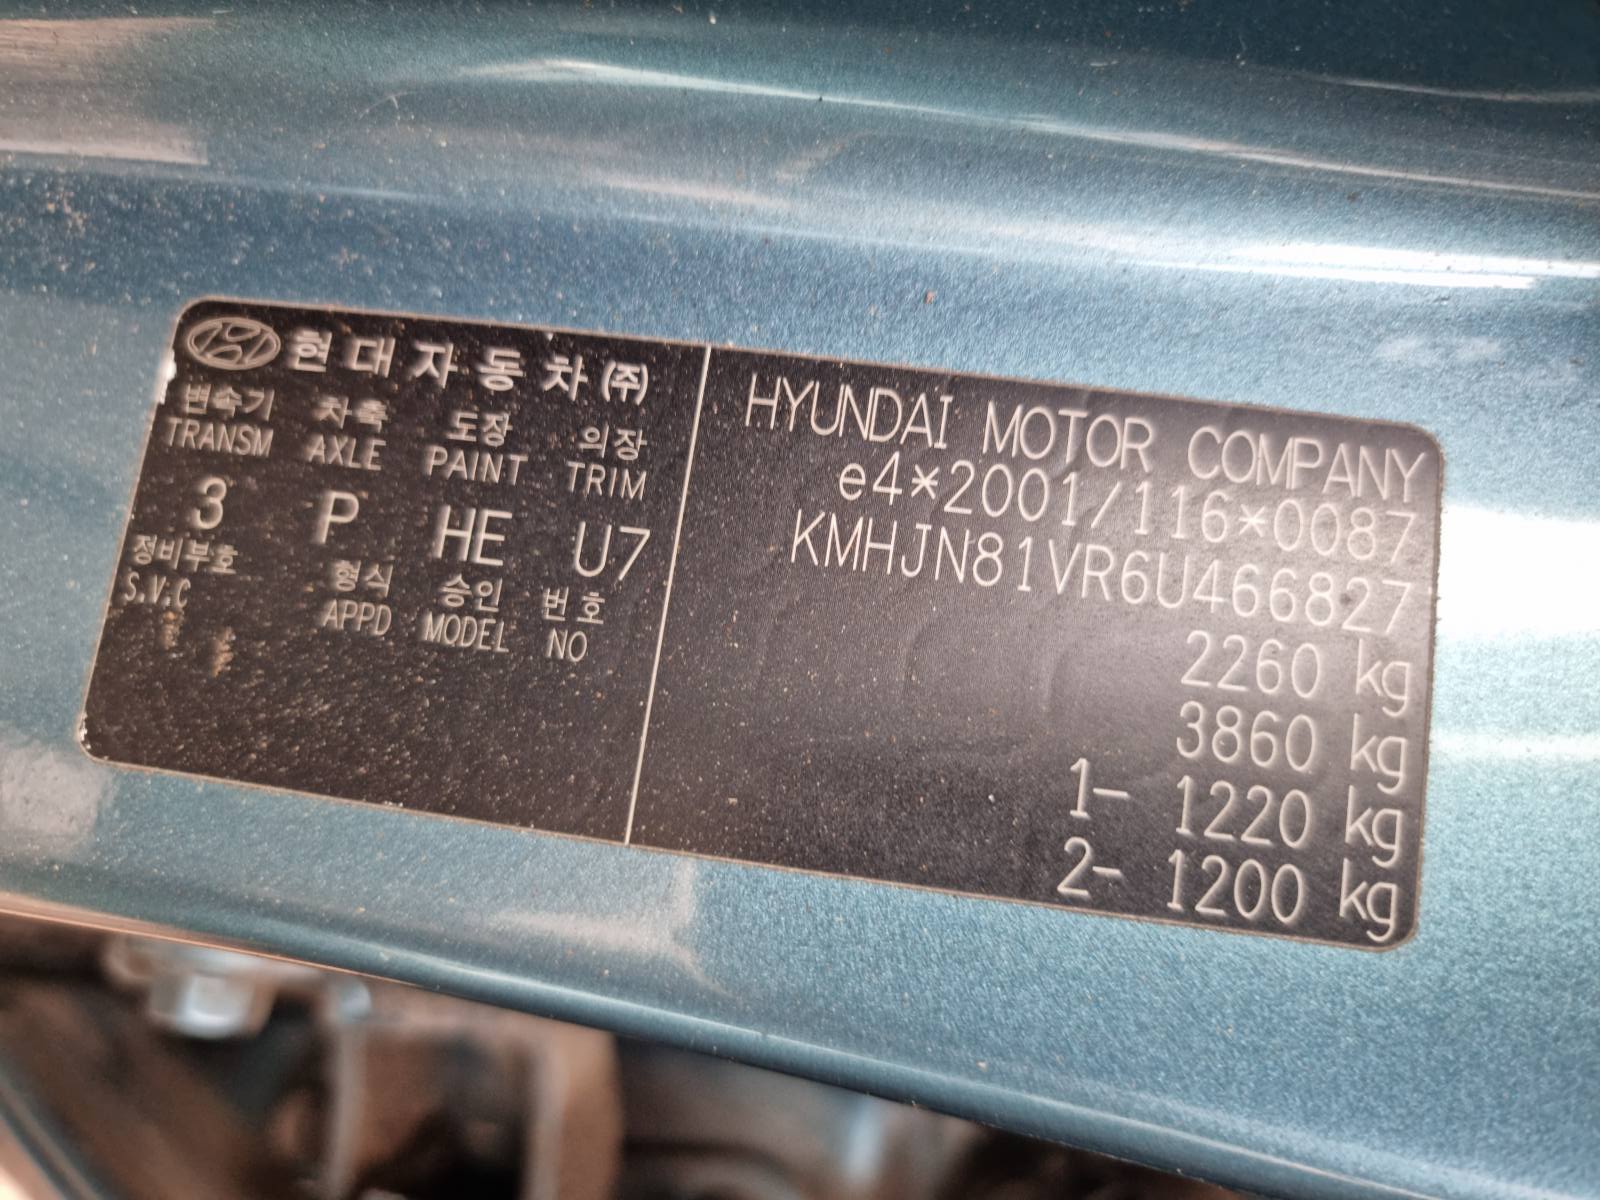 현대자동차(주)
변속기 차축 도장 의장
TRANSM AXLE PAINT TRIM
3 P HE U7
정비부호 형식 승인 번호
S.V.C APPD MODEL NO
HYUNDAI MOTOR COMPANY
e4*2001/116*0087
KMHJN81VR6U466827
2260 kg
3860 kg
1- 1220 kg
2- 1200 kg